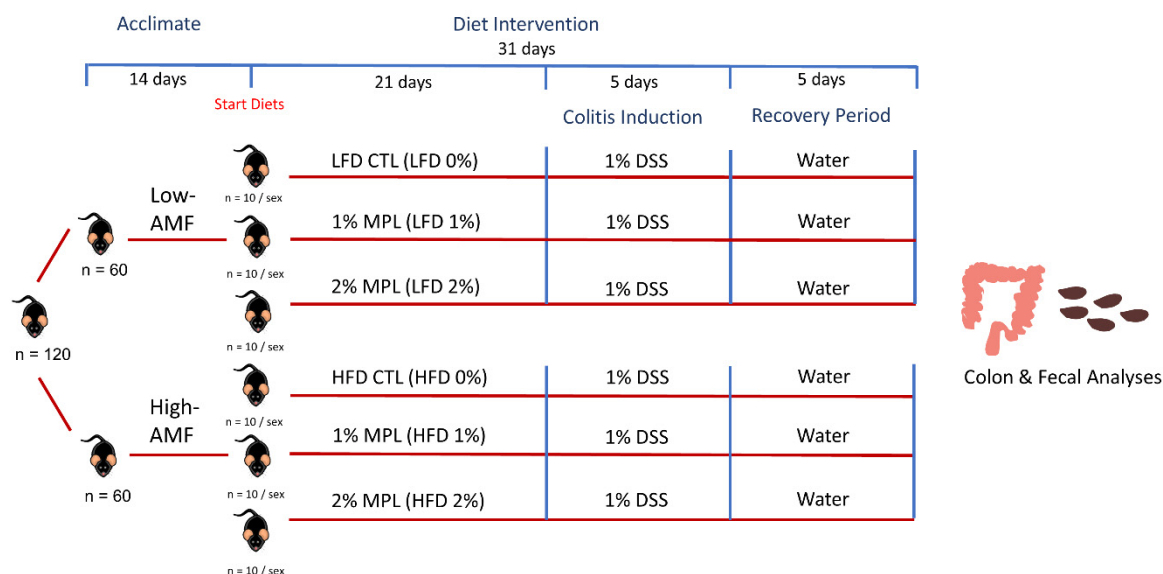 Acclimate
Diet Intervention
31 days
14 days
21 days
5 days
5 days
Start Diets
Colitis Induction
Recovery Period
LFD CTL (LFD 0%)
1% DSS
Water
n = 10 / sex
Low-
AMF
1% MPL (LFD 1%)
1% DSS
Water
n = 60
n = 10 / sex
2% MPL (LFD 2%)
1% DSS
Water
n = 10 / sex
n = 120
HFD CTL (HFD 0%)
1% DSS
Water
Colon & Fecal Analyses
n = 10 / sex
High-
AMF
1% MPL (HFD 1%)
1% DSS
Water
n = 60
n = 10 / sex
2% MPL (HFD 2%)
1% DSS
Water
n = 10 / sex